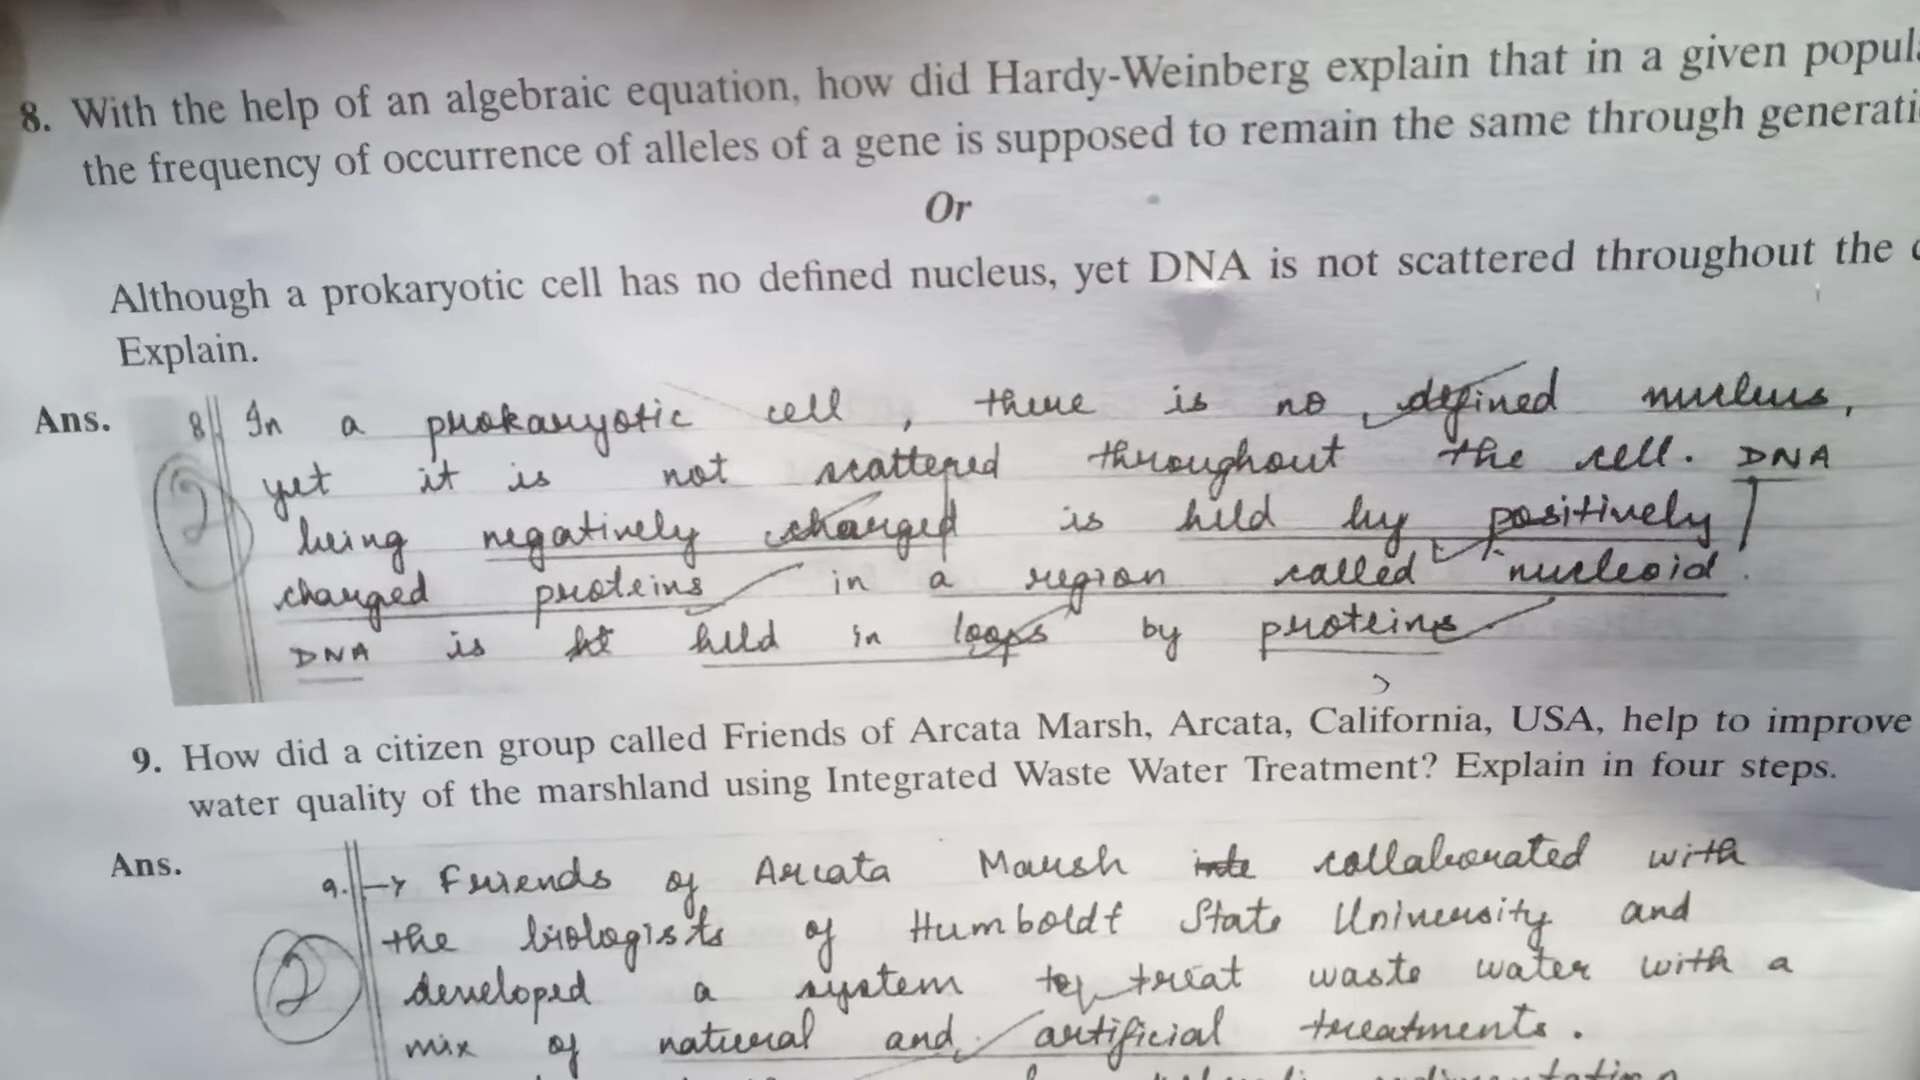 8. With the help of an algebraic equation, how did Hardy-Weinberg explain that in a given popul
the frequency of occurrence of alleles of a gene is supposed to remain the same through generati
Or
Although a prokaryotic cell has no defined nucleus, yet DNA is not scattered throughout the c
Explain.
Ans. 8 In a prokaryotic cell, there is no defined nucleus,
2 yet it is not scattered throughout the cell. DNA
being negatively charged is held by positively
charged proteins in a region called 'nucleoid'.
DNA is held in loops by proteins
9. How did a citizen group called Friends of Arcata Marsh, Arcata, California, USA, help to improve
water quality of the marshland using Integrated Waste Water Treatment? Explain in four steps.
Ans. 9. → Friends of Arcata Marsh collaborated with
the biologists of Humboldt State University and
2 developed a system to treat waste water with a
mix of natural and artificial treatments.